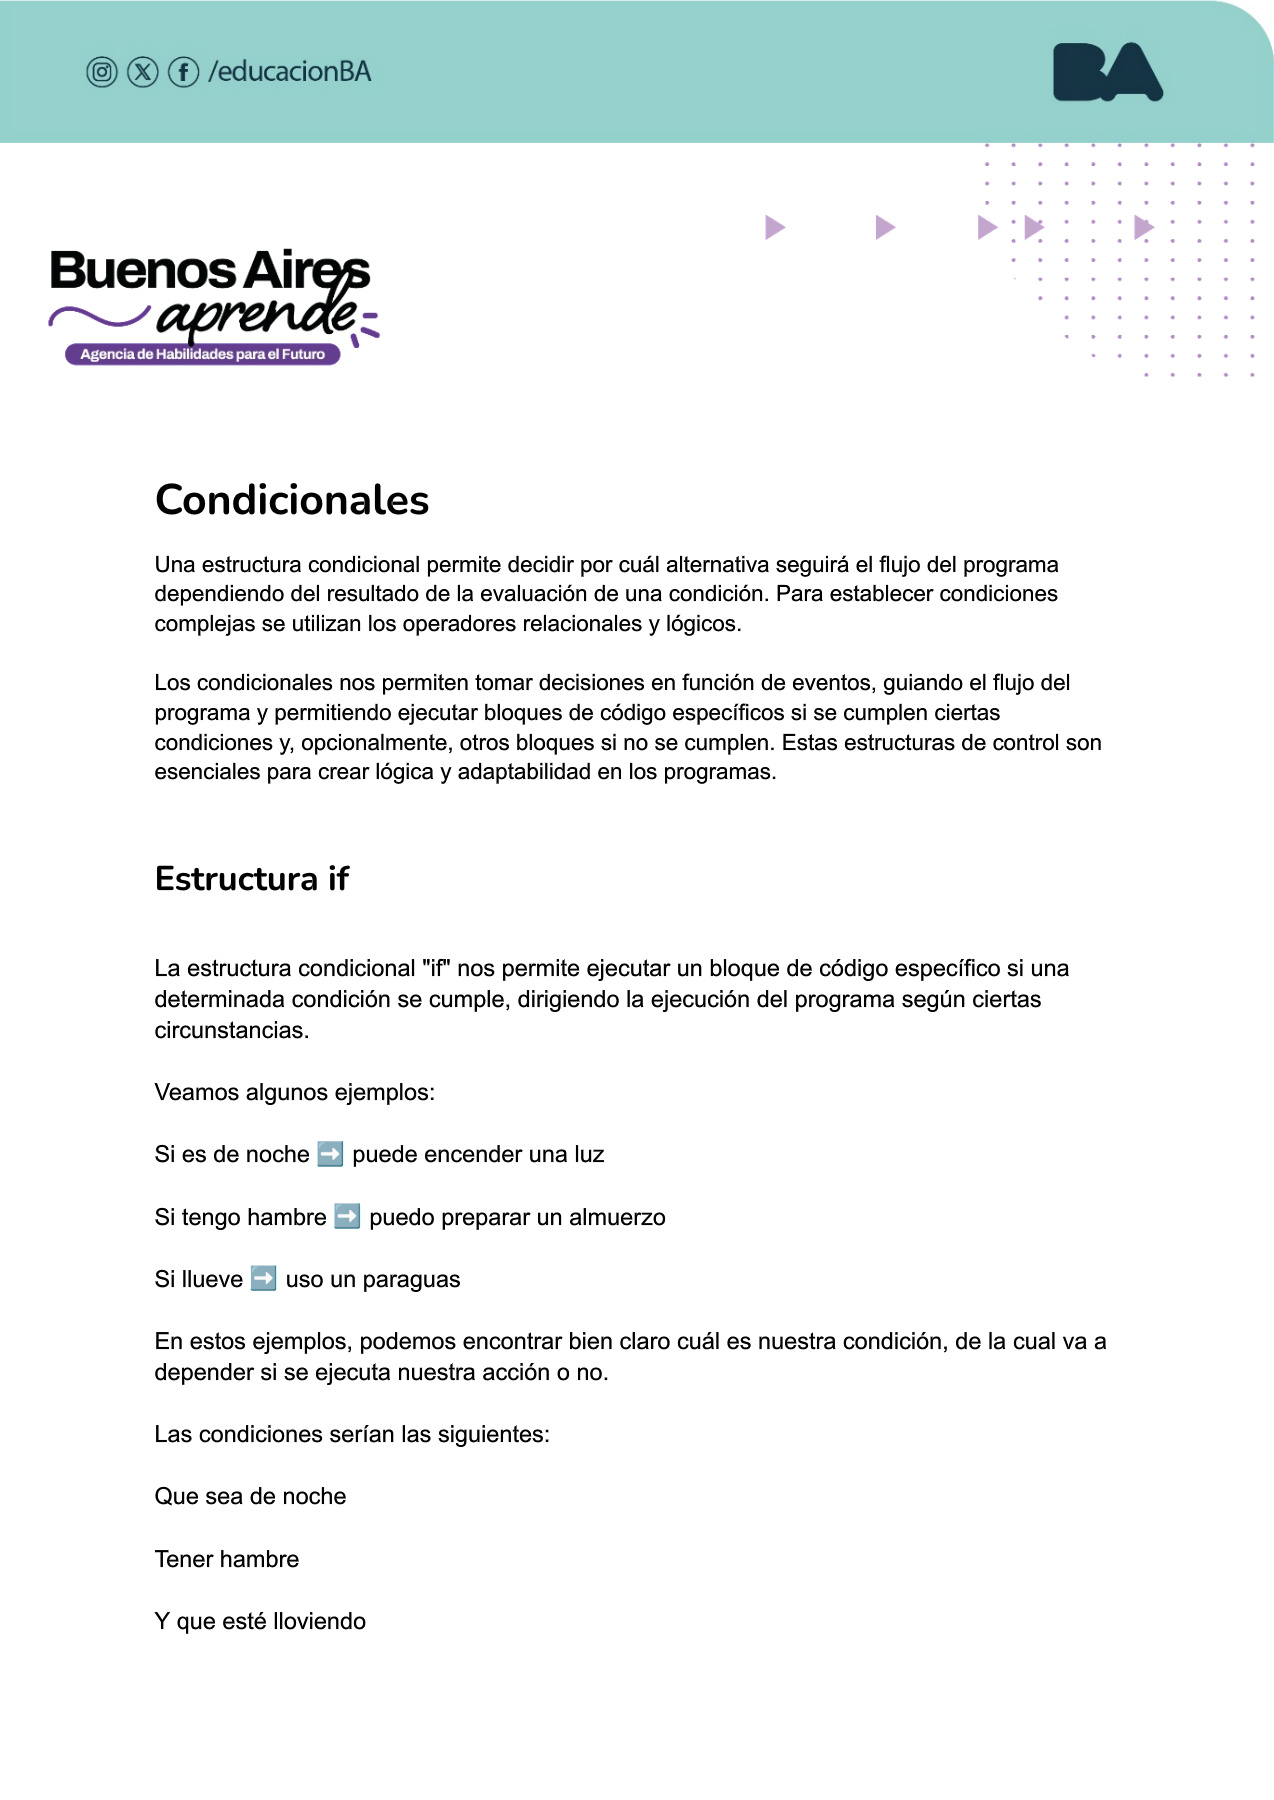 /educacionBA
BA
Buenos Aires
aprende
Agencia de Habilidades para el Futuro
Condicionales
Una estructura condicional permite decidir por cuál alternativa seguirá el flujo del programa
dependiendo del resultado de la evaluación de una condición. Para establecer condiciones
complejas se utilizan los operadores relacionales y lógicos.
Los condicionales nos permiten tomar decisiones en función de eventos, guiando el flujo del
programa y permitiendo ejecutar bloques de código específicos si se cumplen ciertas
condiciones y, opcionalmente, otros bloques si no se cumplen. Estas estructuras de control son
esenciales para crear lógica y adaptabilidad en los programas.
Estructura if
La estructura condicional "if" nos permite ejecutar un bloque de código específico si una
determinada condición se cumple, dirigiendo la ejecución del programa según ciertas
circunstancias.
Veamos algunos ejemplos:
Si es de noche ➡️ puede encender una luz
Si tengo hambre ➡️ puedo preparar un almuerzo
Si llueve ➡️ uso un paraguas
En estos ejemplos, podemos encontrar bien claro cuál es nuestra condición, de la cual va a
depender si se ejecuta nuestra acción o no.
Las condiciones serían las siguientes:
Que sea de noche
Tener hambre
Y que esté lloviendo